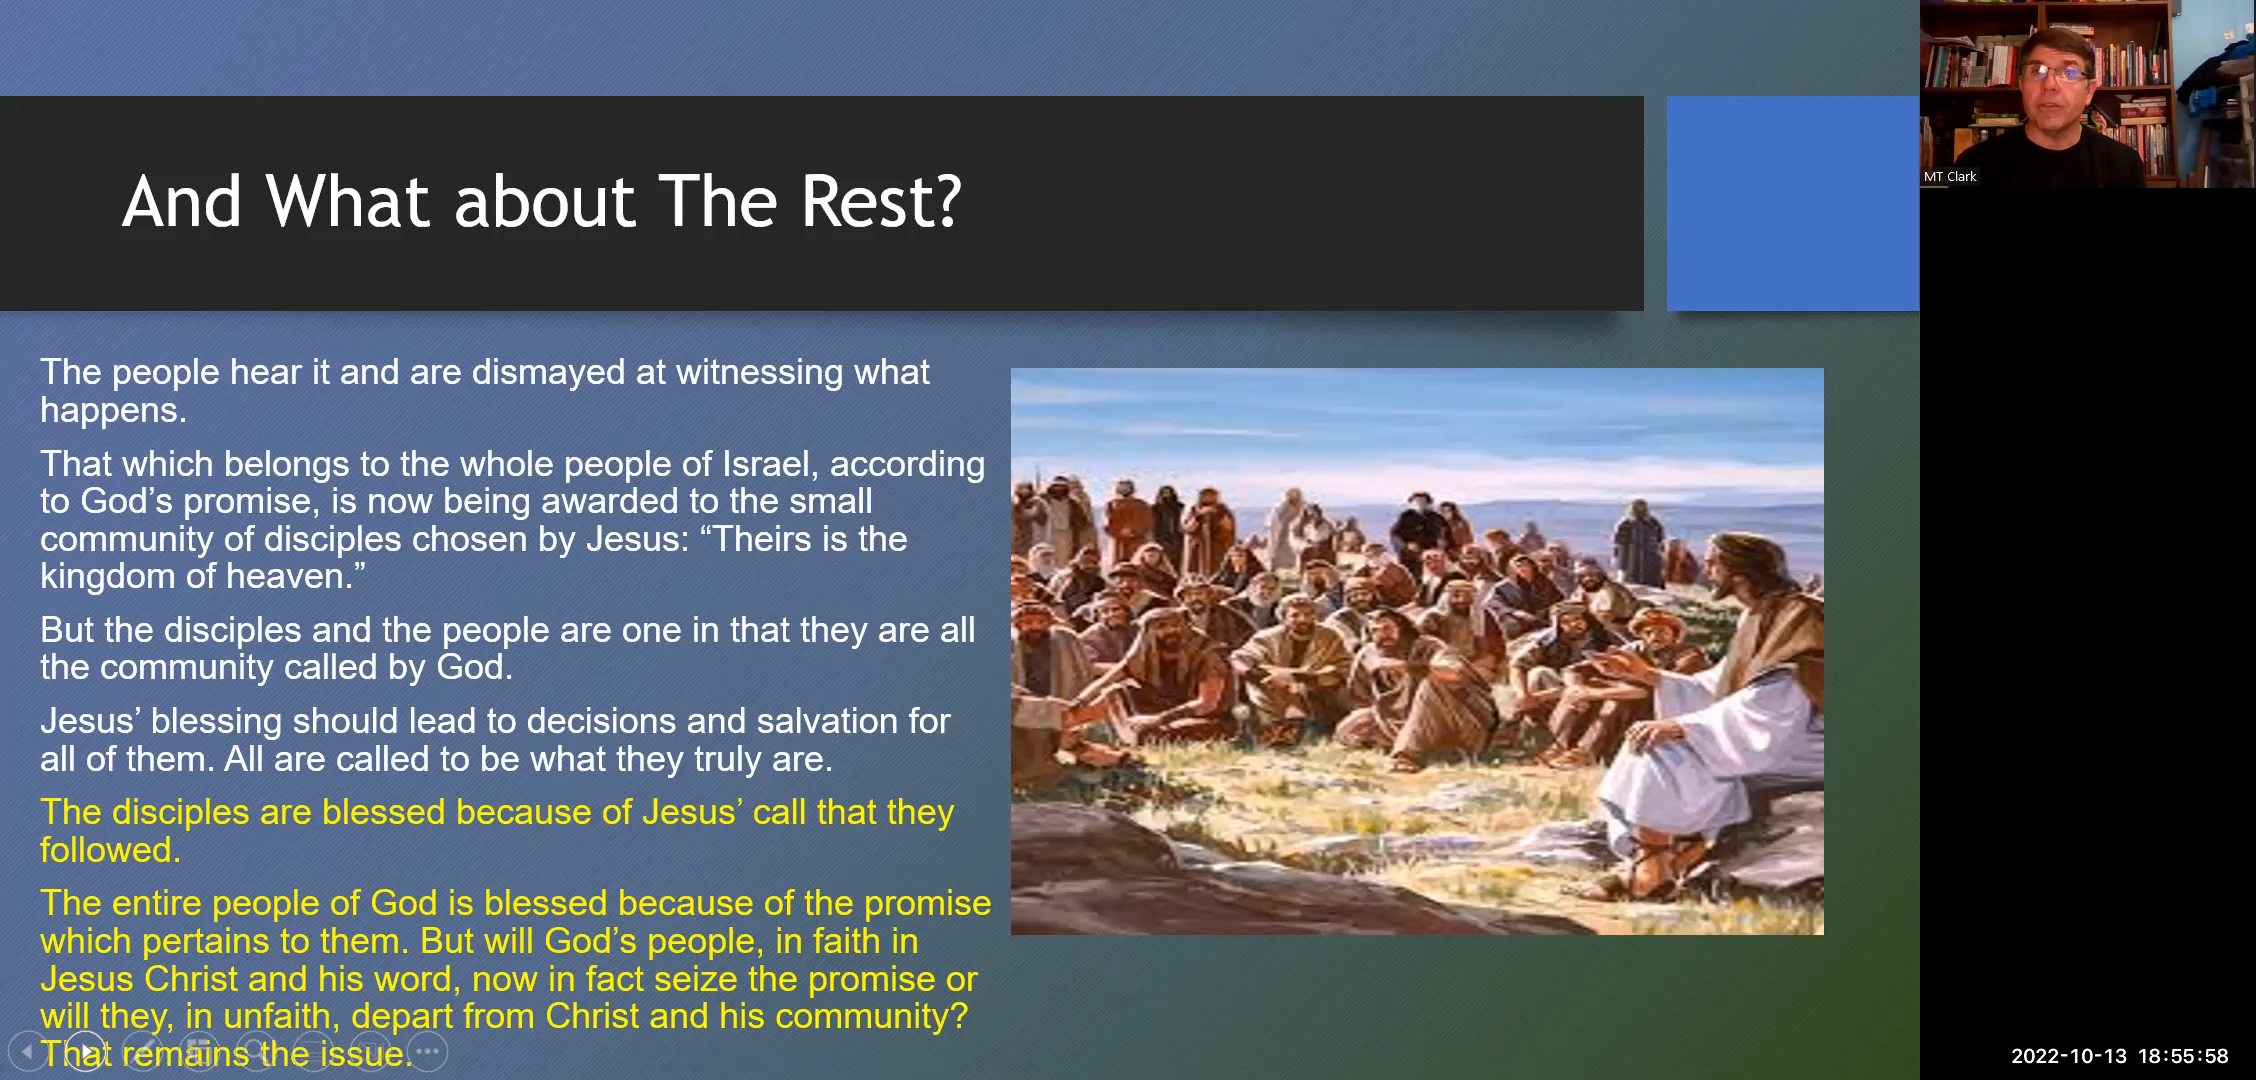 And What about The Rest?
MT Clark
The people hear it and are dismayed at witnessing what
happens.
That which belongs to the whole people of Israel, according
to God’s promise, is now being awarded to the small
community of disciples chosen by Jesus: “Theirs is the
kingdom of heaven.”
But the disciples and the people are one in that they are all
the community called by God.
Jesus’ blessing should lead to decisions and salvation for
all of them. All are called to be what they truly are.
The disciples are blessed because of Jesus’ call that they
followed.
The entire people of God is blessed because of the promise
which pertains to them. But will God’s people, in faith in
Jesus Christ and his word, now in fact seize the promise or
will they, in unfaith, depart from Christ and his community?
That remains the issue.
2022-10-13 18:55:58